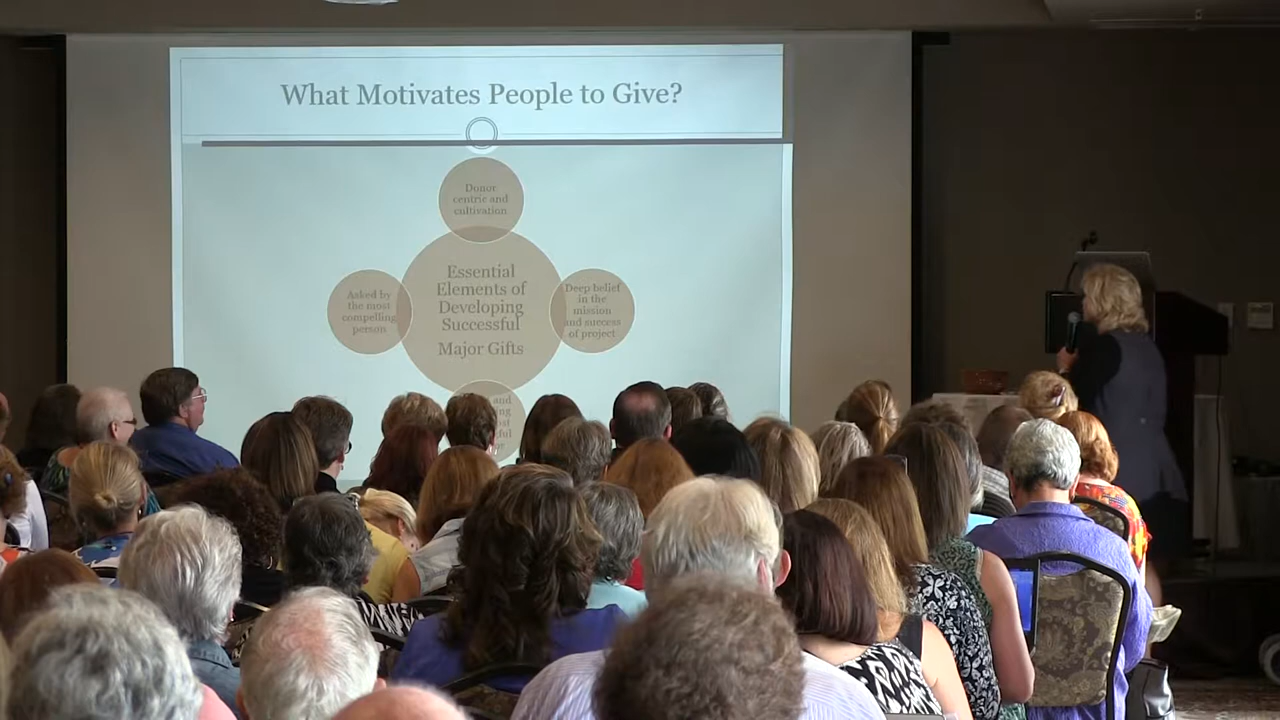 What Motivates People to Give?
Donor
centric and
cultivation
Essential
Elements of
Developing
Successful
Major Gifts
Asked by
the most
compelling
person
Deep belief
in the
mission
and success
of project
and